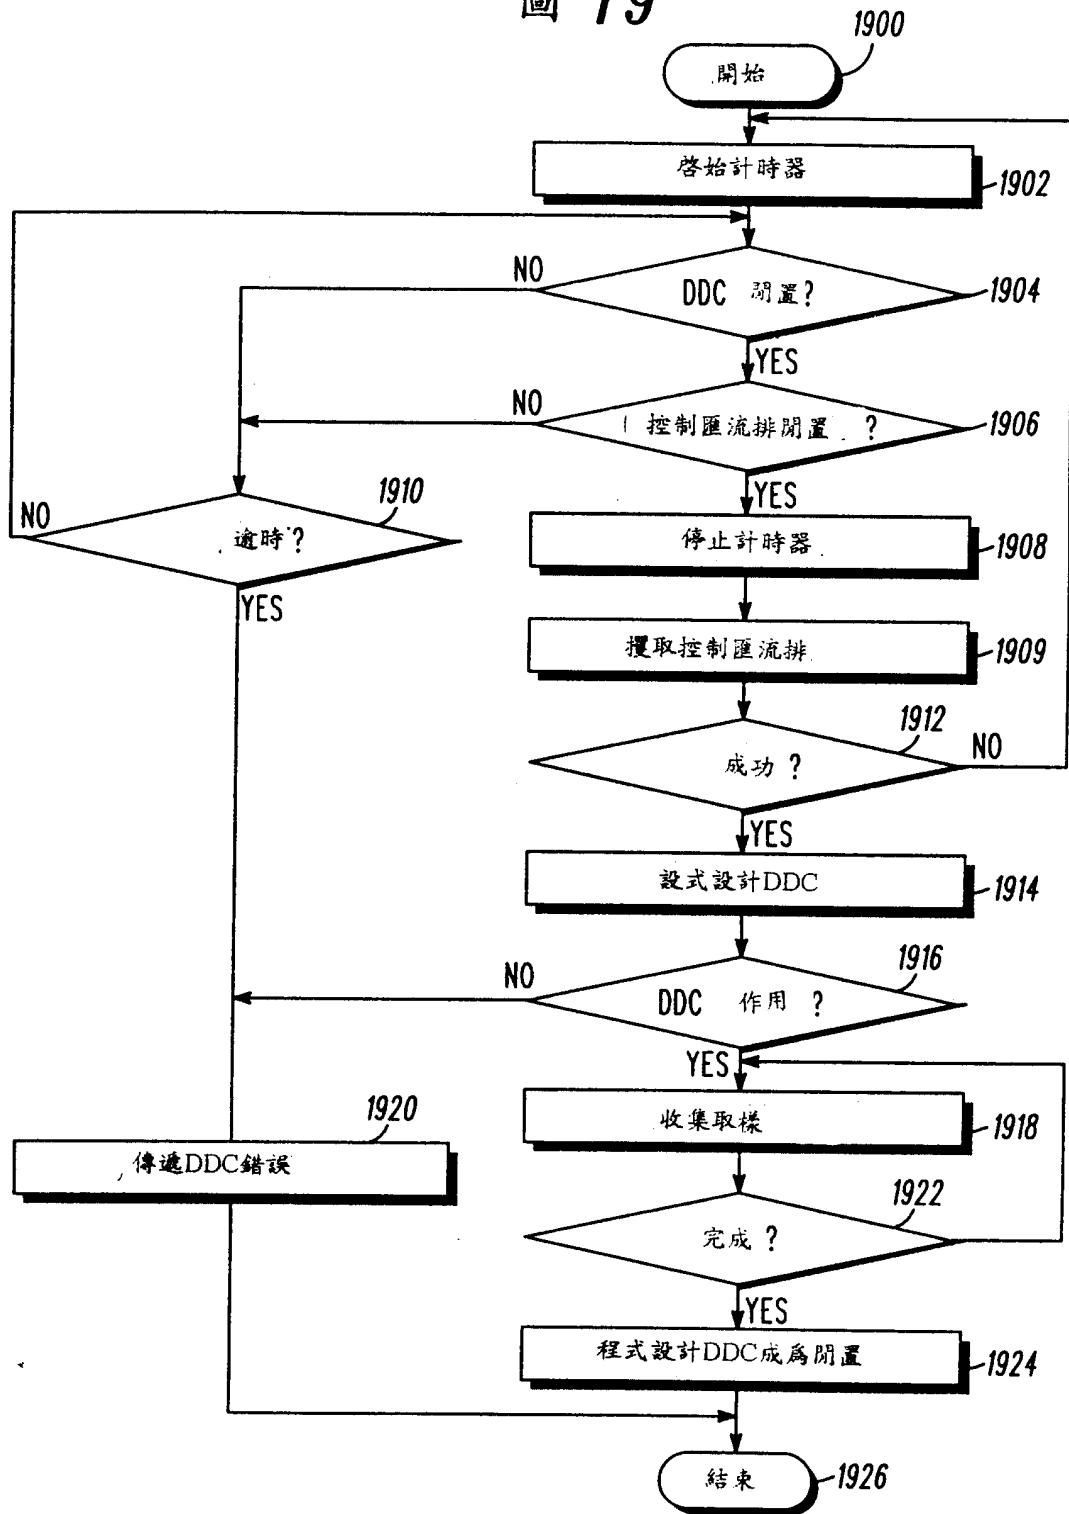 圖 19
1900
開始
啓始計時器
1902
NO
DDC 閒置?
1904
YES
NO
控制匯流排閒置 ?
1906
YES
1910
NO
逾時?
YES
停止計時器
1908
攫取控制匯流排
1909
1912
成功 ?
NO
YES
設式設計DDC
1914
1916
NO
DDC 作用 ?
YES
收集取樣
1918
1920
傳遞DDC錯誤
1922
完成 ?
YES
程式設計DDC成爲閒置
1924
結束
1926